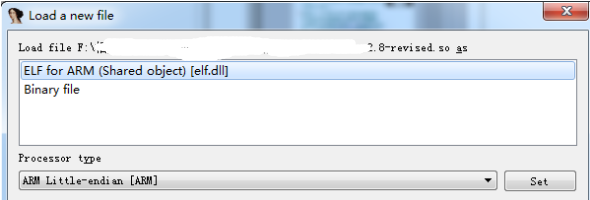 Load a new file
Load file F:\ 2.8-revised.so as
ELF for ARM (Shared object) [elf.dll]
Binary file
Processor type
ARM Little-endian [ARM]
Set